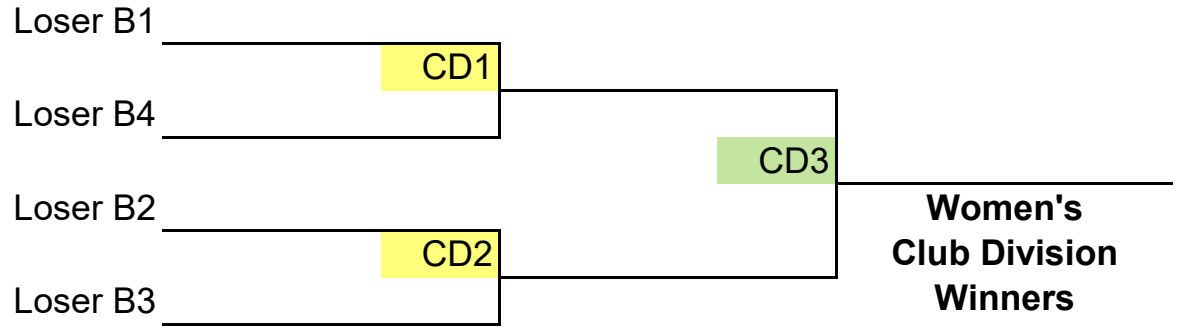 Loser B1
CD1
Loser B4
CD3
Loser B2
Women's
CD2
Club Division
Loser B3
Winners